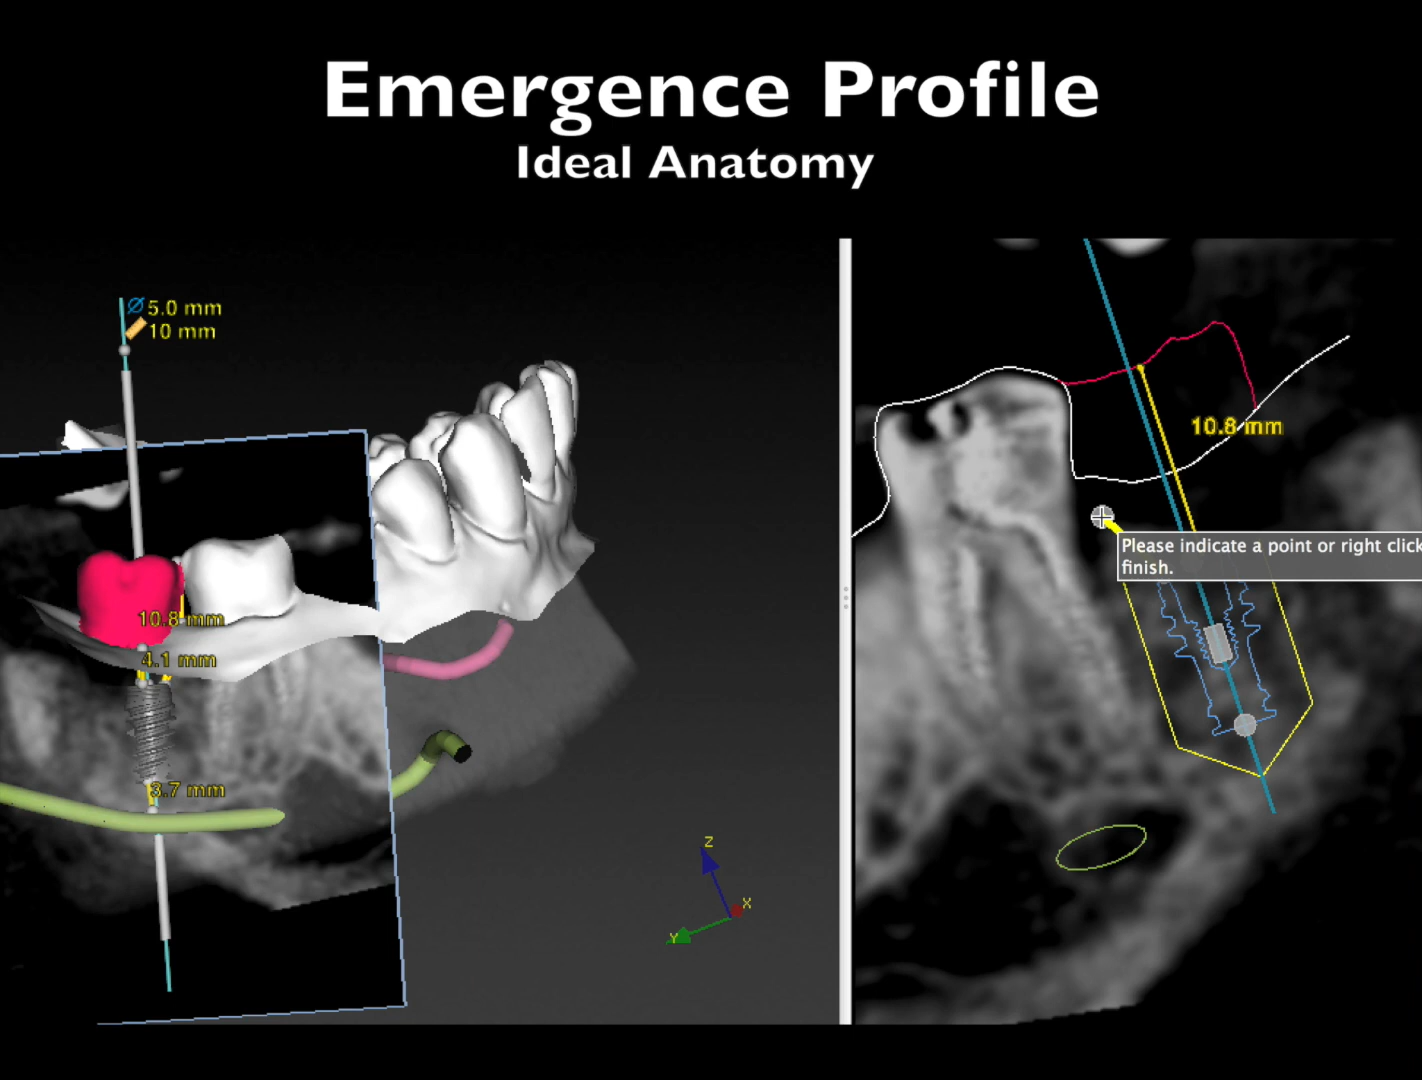 Emergence Profile
Ideal Anatomy
5.0 mm
10 mm
10.8 mm
4.1 mm
3.7 mm
Z
X
Y
10.8 mm
Please indicate a point or right click
finish.